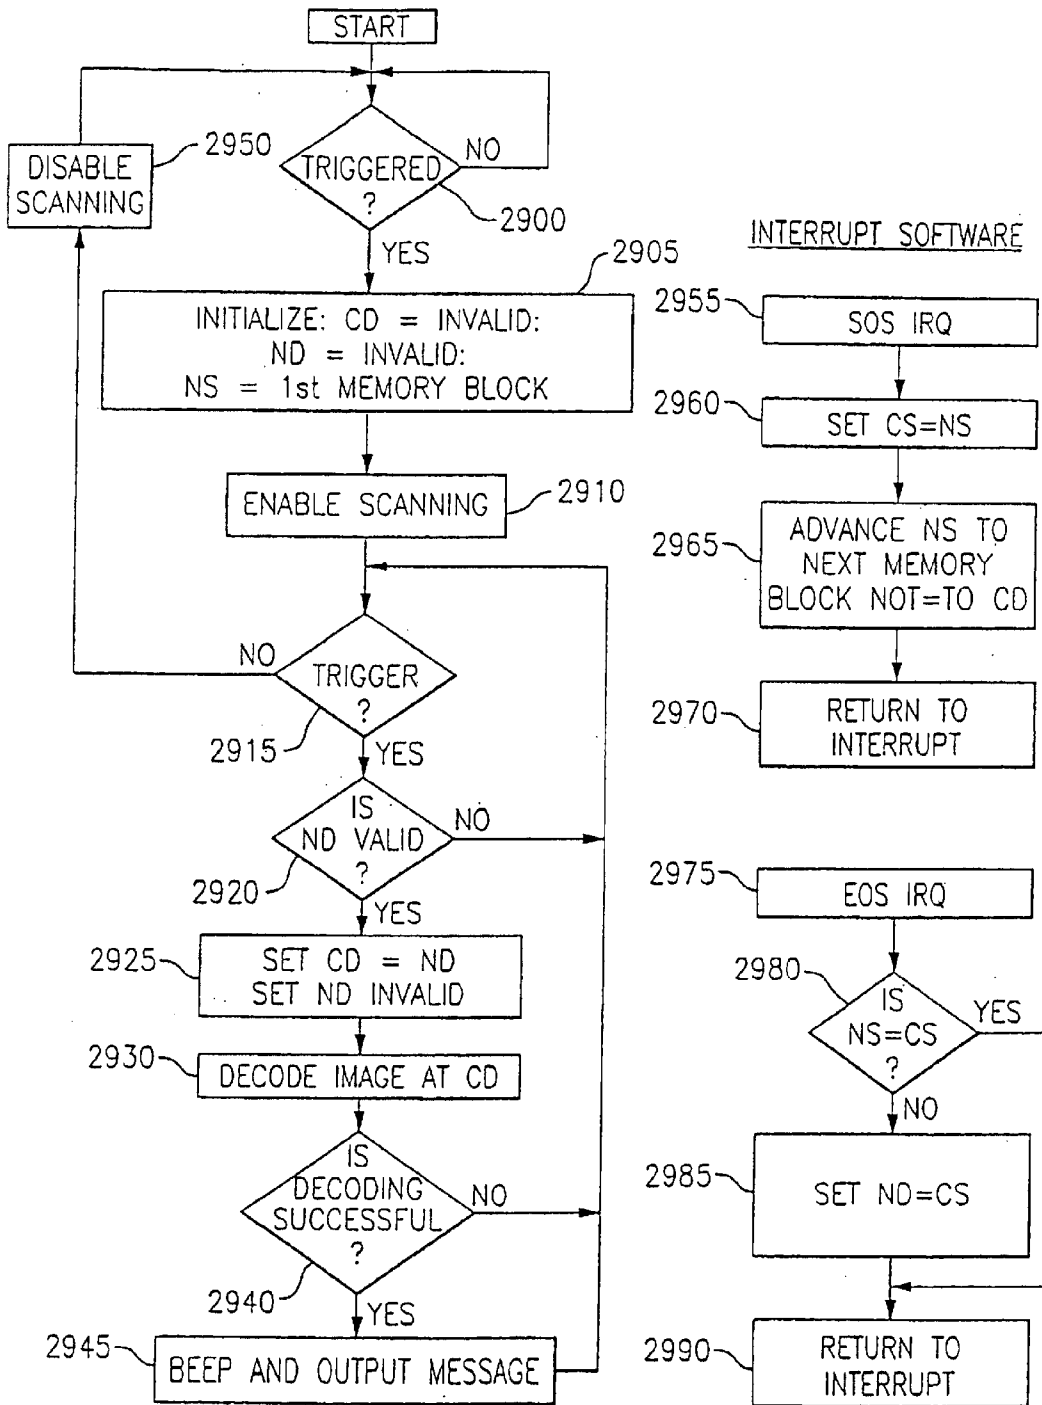 START
TRIGGERED
?
NO
2900
YES
2950
DISABLE
SCANNING
2905
INITIALIZE: CD = INVALID:
ND = INVALID:
NS = 1st MEMORY BLOCK
ENABLE SCANNING
2910
NO
TRIGGER
?
2915
YES
IS
ND VALID
?
NO
2920
YES
2925
SET CD = ND
SET ND INVALID
2930
DECODE IMAGE AT CD
IS
DECODING
SUCCESSFUL
?
NO
2940
YES
2945
BEEP AND OUTPUT MESSAGE
INTERRUPT SOFTWARE
2955
SOS IRQ
2960
SET CS=NS
2965
ADVANCE NS TO
NEXT MEMORY
BLOCK NOT=TO CD
2970
RETURN TO
INTERRUPT
2975
EOS IRQ
2980
IS
NS=CS
?
YES
NO
2985
SET ND=CS
2990
RETURN TO
INTERRUPT